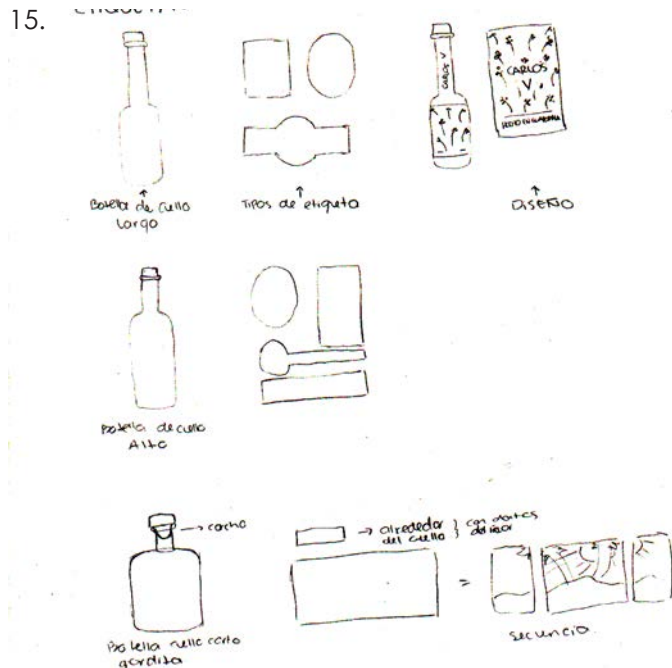 15.
Botella de cuello
largo
Tipos de etiqueta
CARLOS V
CARLOS
V
DISEÑO
Botella de cuello
Alto
corcho
alrededor
del cuello
con datos
Botella cuello corto
gordita
=
secuencia